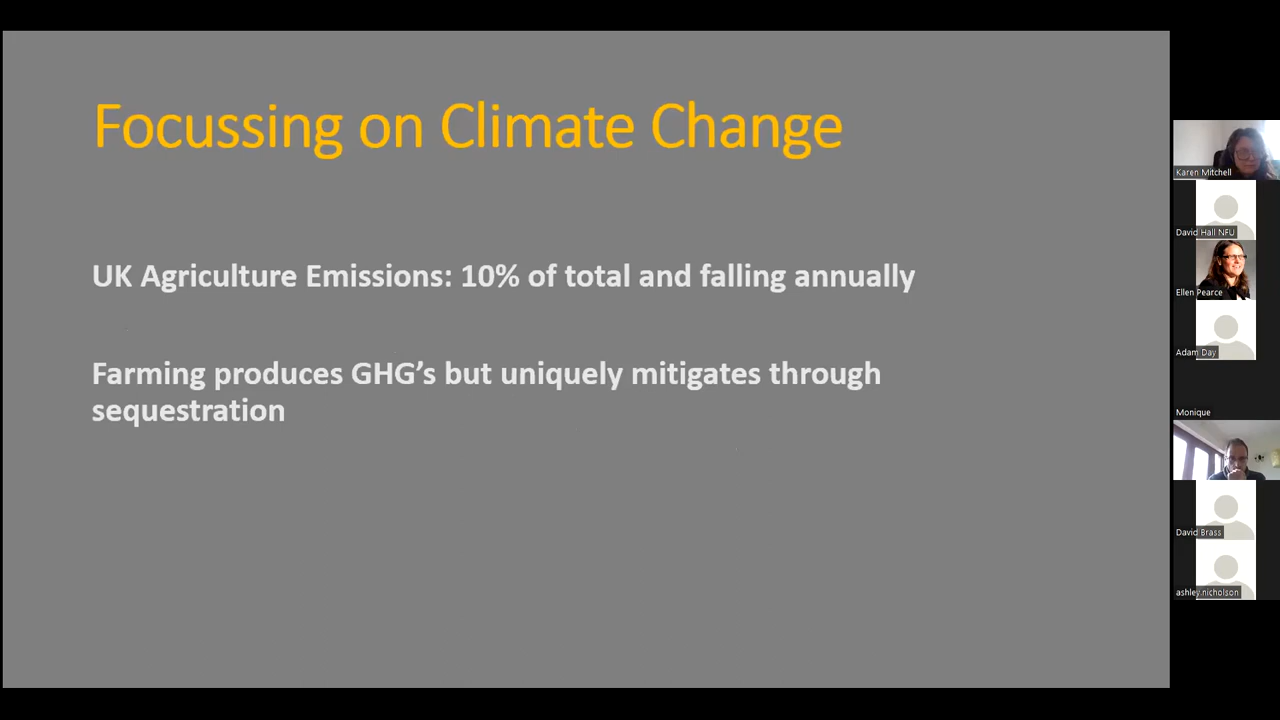 Focussing on Climate Change
UK Agriculture Emissions: 10% of total and falling annually
Farming produces GHG’s but uniquely mitigates through
sequestration
Karen Mitchell
David Hall NFU
Ellen Pearce
Adam Day
Monique
David Brass
ashley.nicholson